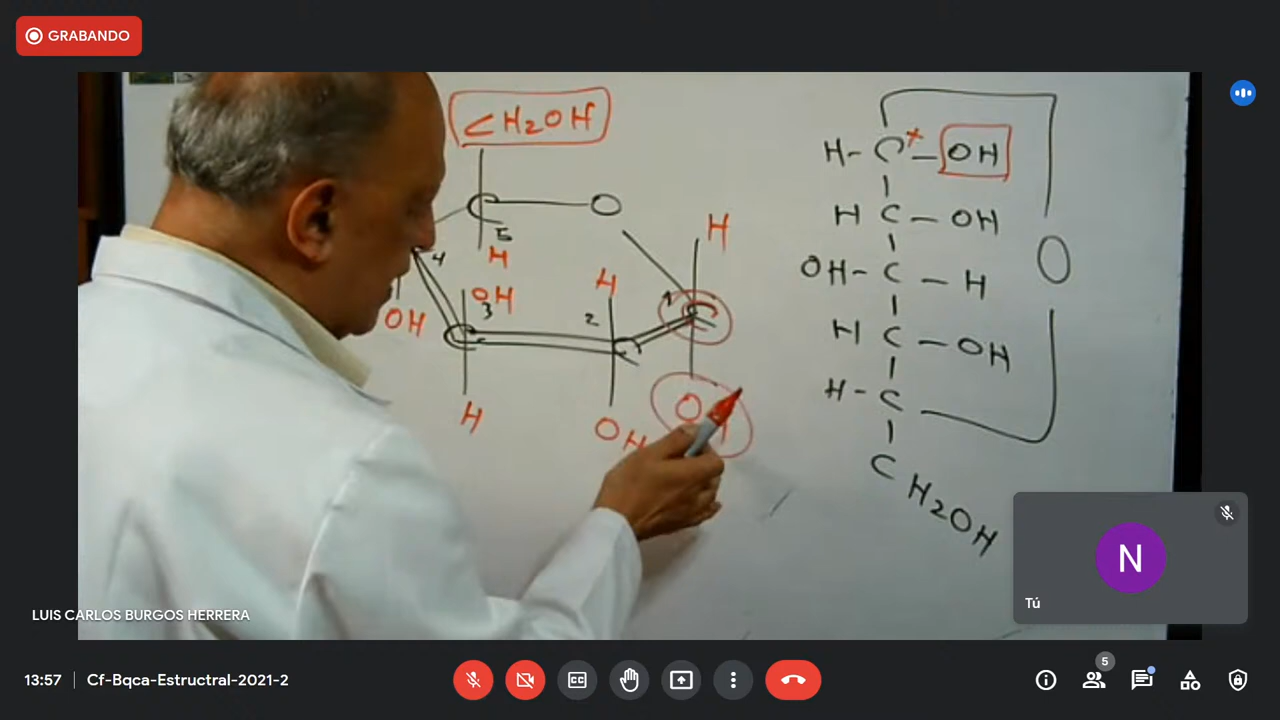 GRABANDO
CH2OH
C O
5
H
4
H
OH
3
H
2
1
C
OH
C
C
H
OH
OH
H- C* - OH
H C - OH
OH- C - H
O
H C - OH
H- C
CH2OH
N
Tú
LUIS CARLOS BURGOS HERRERA
13:57 | Cf-Bqca-Estructral-2021-2
5